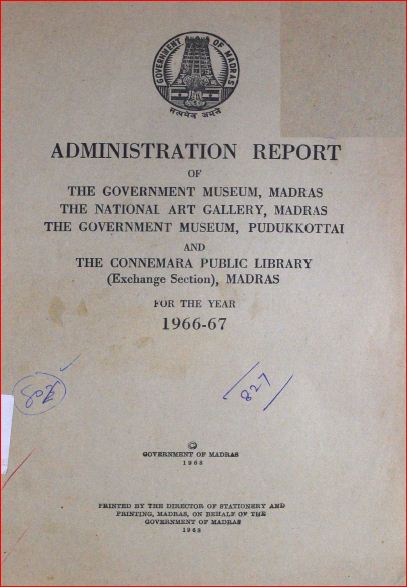 GOVERNMENT OF MADRAS
सत्यमेव जयते
ADMINISTRATION REPORT
OF
THE GOVERNMENT MUSEUM, MADRAS
THE NATIONAL ART GALLERY, MADRAS
THE GOVERNMENT MUSEUM, PUDUKKOTTAI
AND
THE CONNEMARA PUBLIC LIBRARY
(Exchange Section), MADRAS
FOR THE YEAR
1966-67
827
©
GOVERNMENT OF MADRAS
1968
PRINTED BY THE DIRECTOR OF STATIONERY AND
PRINTING, MADRAS, ON BEHALF OF THE
GOVERNMENT OF MADRAS
1968